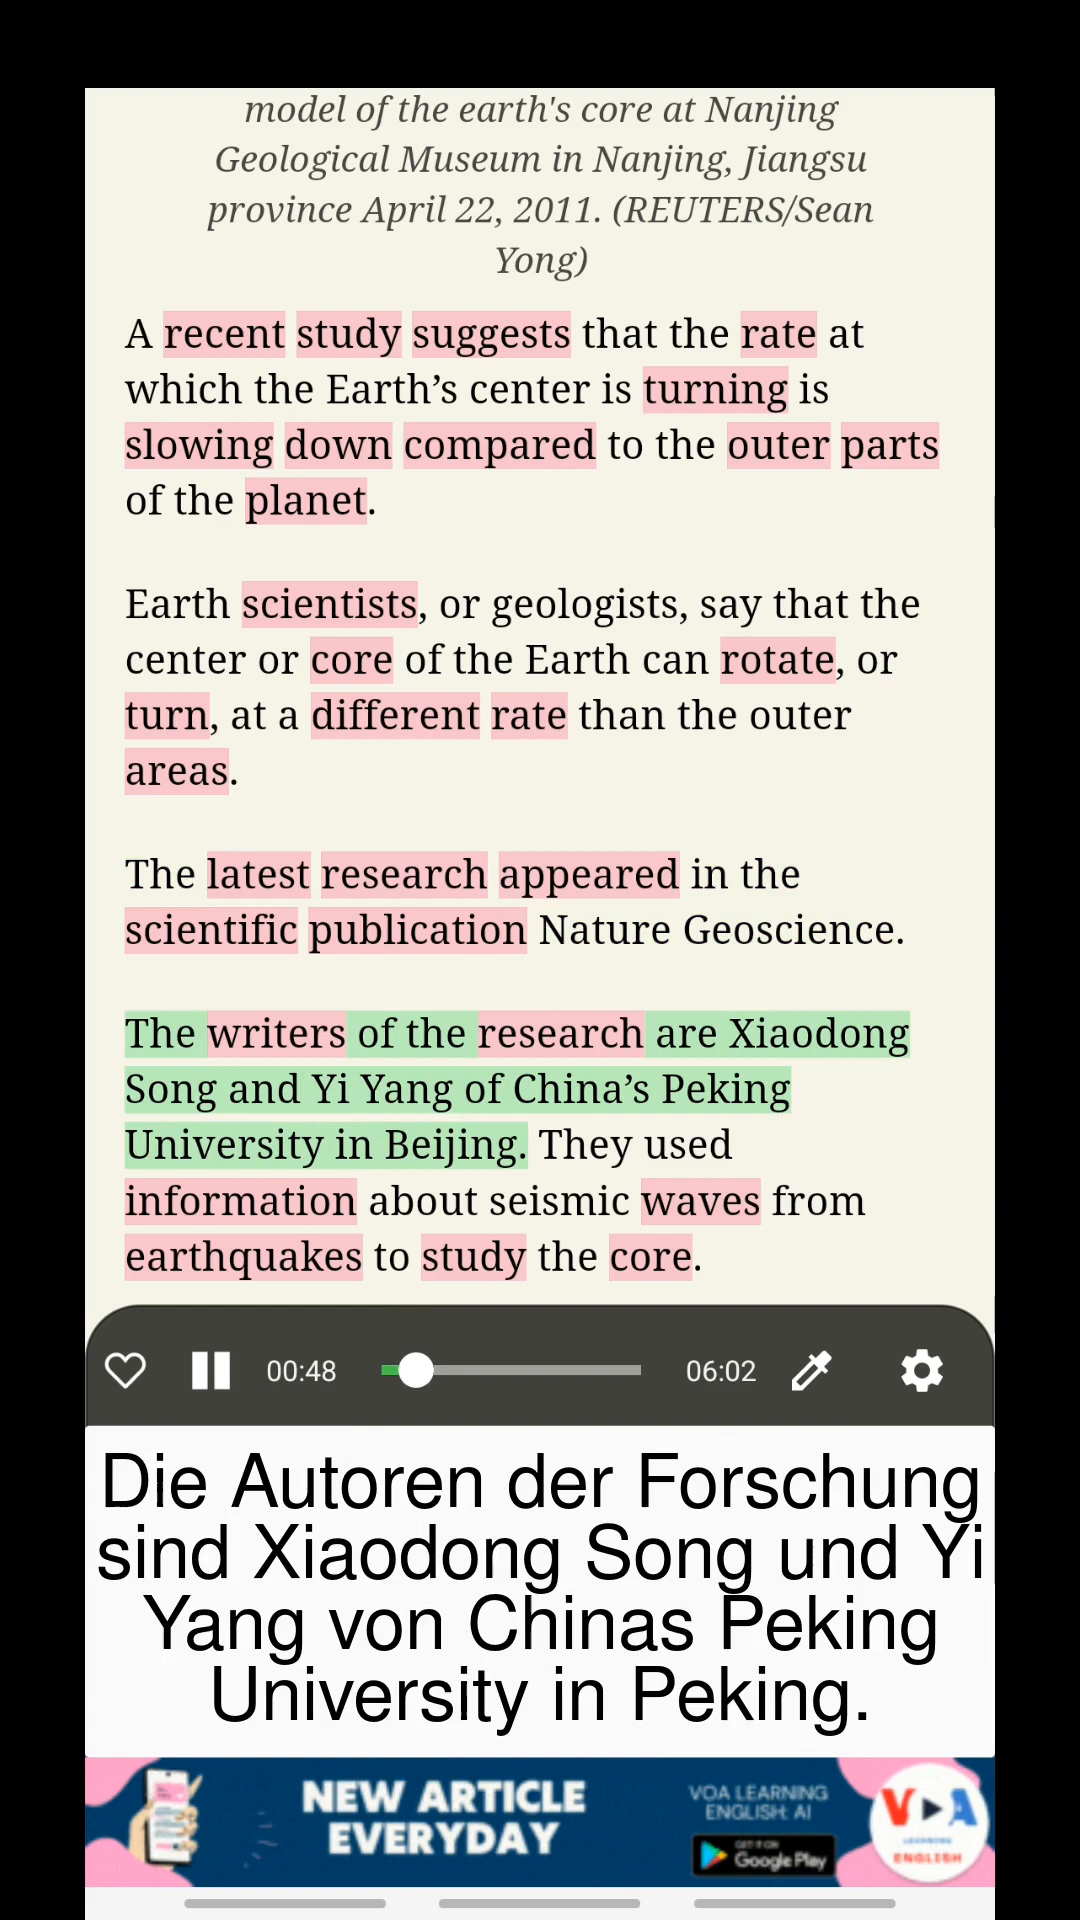 model of the earth's core at Nanjing
Geological Museum in Nanjing, Jiangsu
province April 22, 2011. (REUTERS/Sean
Yong)
A recent study suggests that the rate at
which the Earth’s center is turning is
slowing down compared to the outer parts
of the planet.
Earth scientists, or geologists, say that the
center or core of the Earth can rotate, or
turn, at a different rate than the outer
areas.
The latest research appeared in the
scientific publication Nature Geoscience.
The writers of the research are Xiaodong
Song and Yi Yang of China’s Peking
University in Beijing. They used
information about seismic waves from
earthquakes to study the core.
00:48
06:02
Die Autoren der Forschung
sind Xiaodong Song und Yi
Yang von Chinas Peking
University in Peking.
NEW ARTICLE
EVERYDAY
VOA LEARNING
ENGLISH: AI
GET IT ON
Google Play
VOA
LEARNING
ENGLISH